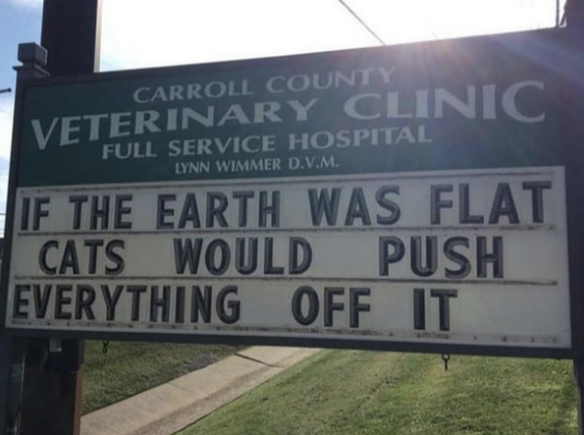 CARROLL COUNTY
VETERINARY CLINIC
FULL SERVICE HOSPITAL
LYNN WIMMER D.V.M.
IF THE EARTH WAS FLAT
CATS WOULD PUSH
EVERYTHING OFF IT